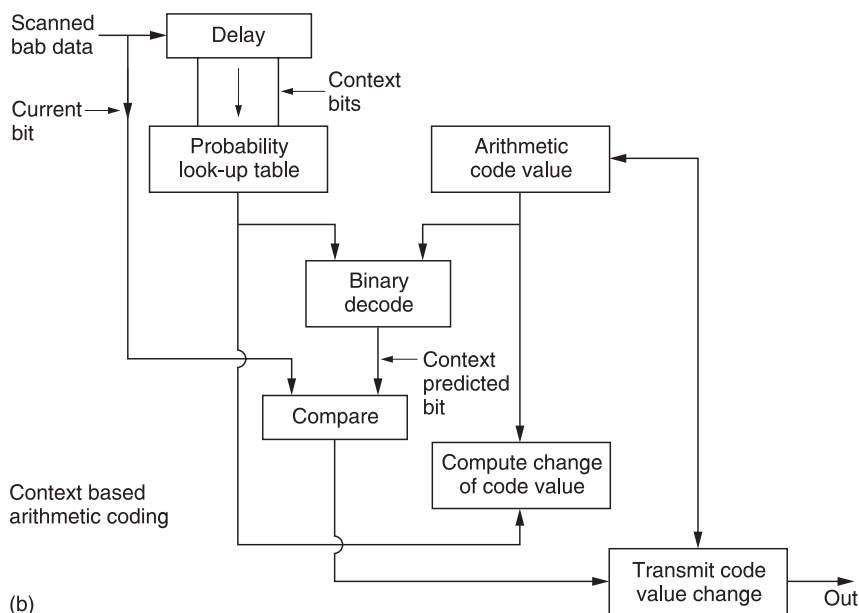 Scanned
bab data
Delay
Context
bits
Current
bit
Probability
look-up table
Arithmetic
code value
Binary
decode
Context
predicted
bit
Compare
Compute change
of code value
Context based
arithmetic coding
Transmit code
value change
Out
(b)